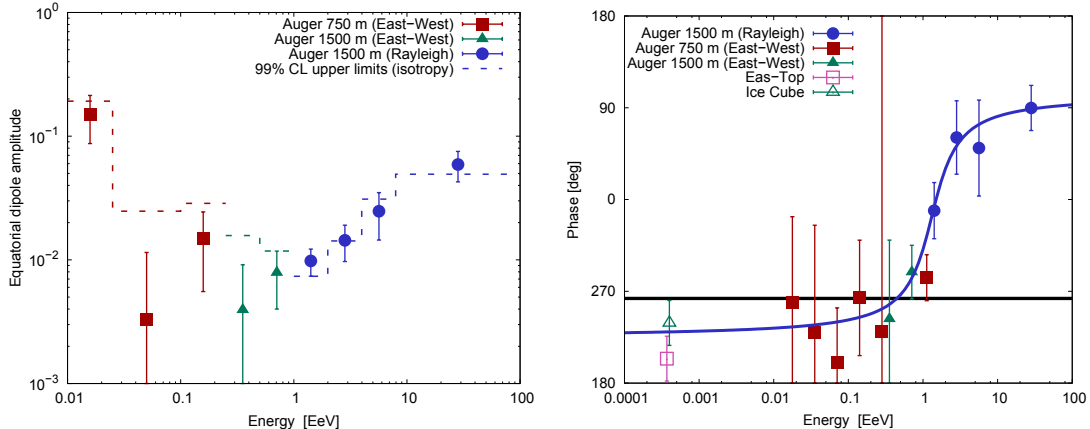 Auger 750 m (East-West)
Auger 1500 m (East-West)
Auger 1500 m (Rayleigh)
99% CL upper limits (isotropy)
10^0
10^-1
10^-2
10^-3
Equatorial dipole amplitude
0.01 0.1 1 10 100
Energy [EeV]
Auger 1500 m (Rayleigh)
Auger 750 m (East-West)
Auger 1500 m (East-West)
Eas-Top
Ice Cube
180
90
0
270
180
Phase [deg]
0.0001 0.001 0.01 0.1 1 10 100
Energy [EeV]